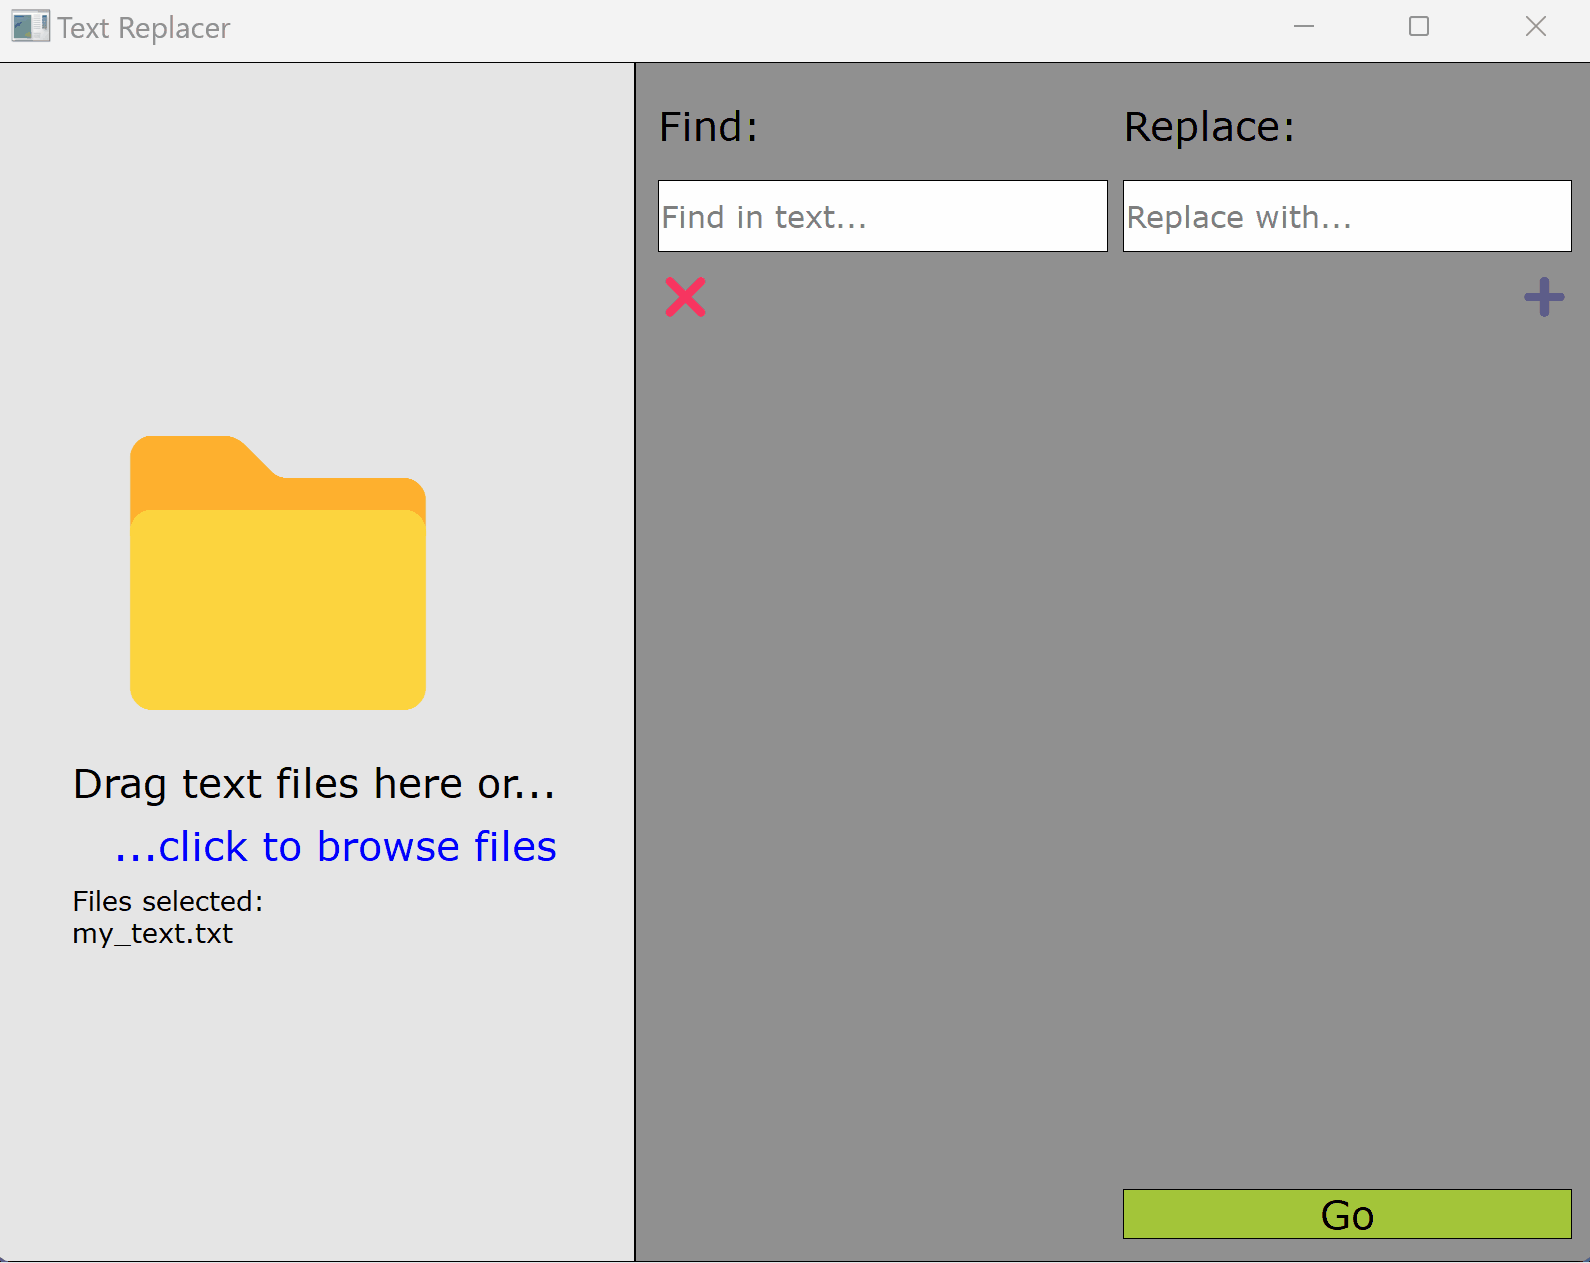 Text Replacer
Find:
Replace:
Find in text...
Replace with...
Drag text files here or...
...click to browse files
Files selected:
my_text.txt
Go